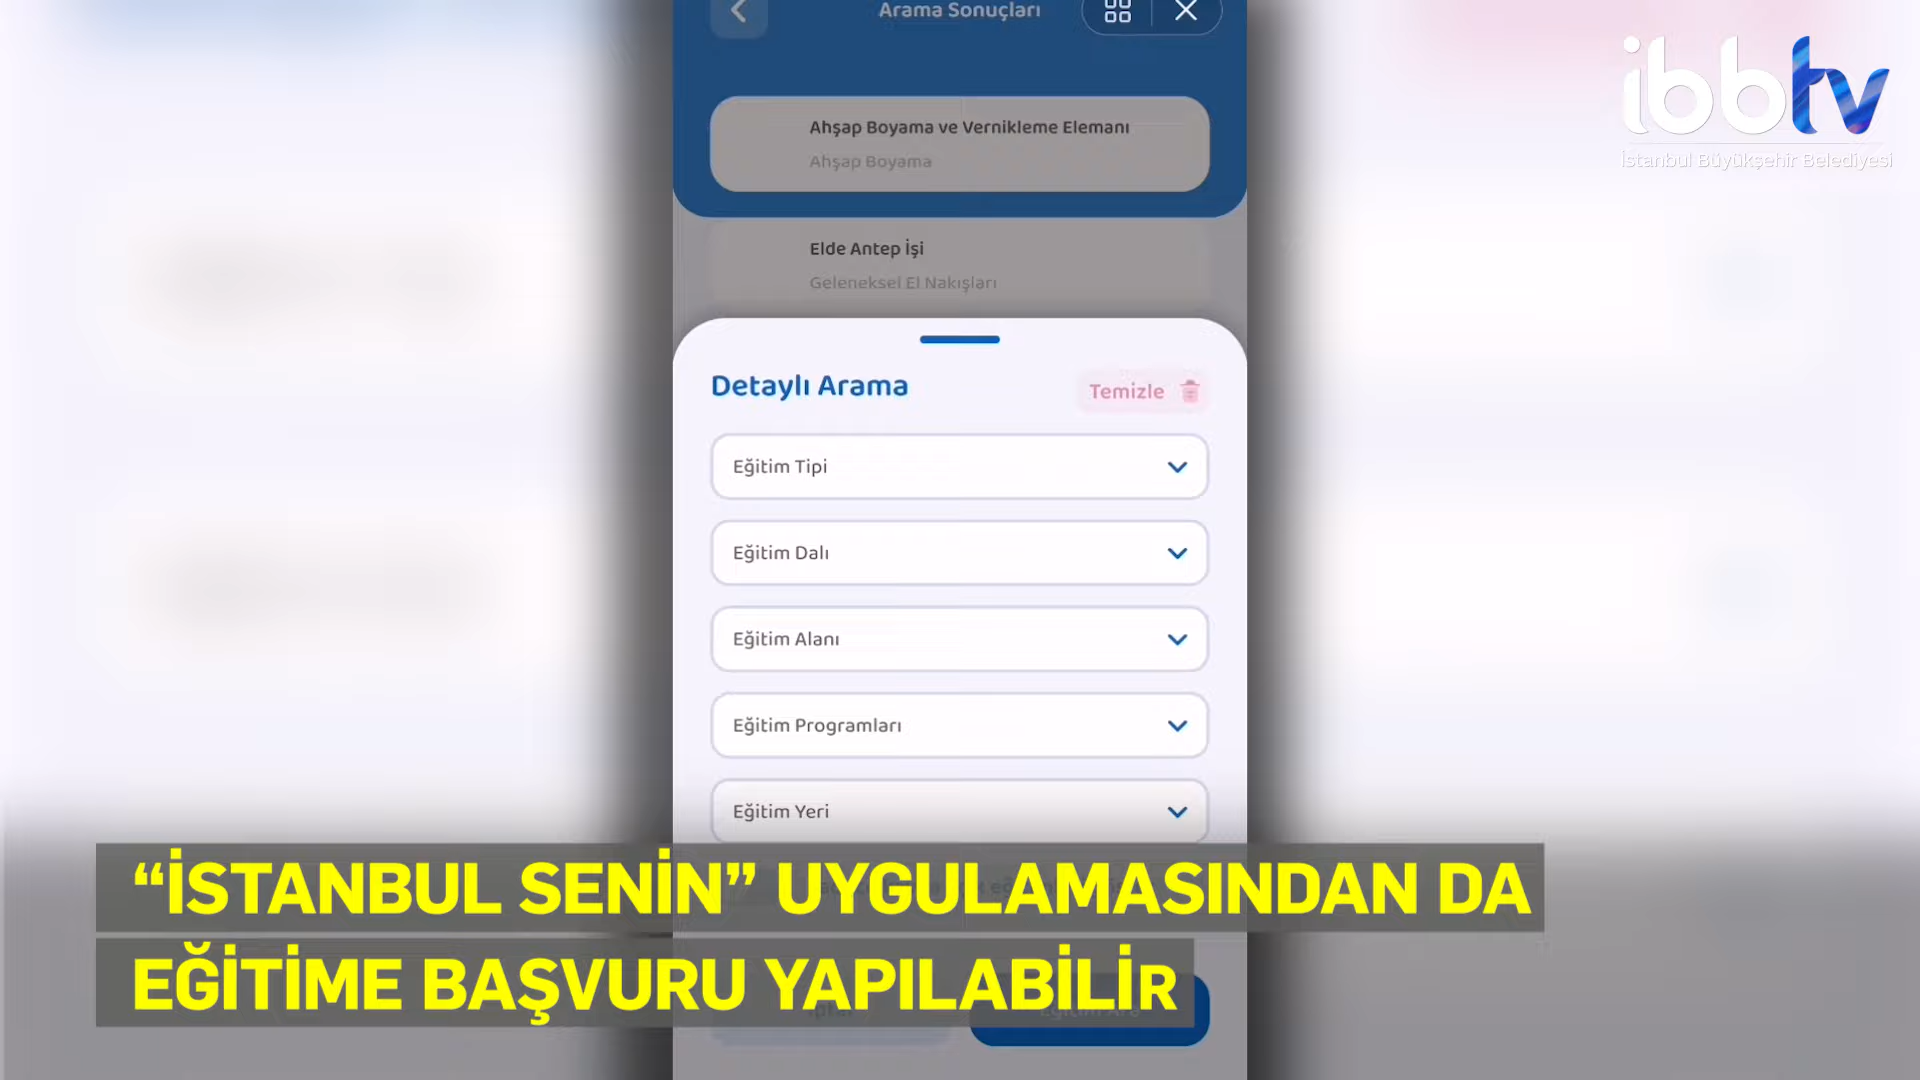 Arama Sonuçları
ibbtv
İstanbul Büyükşehir Belediyesi
Ahşap Boyama ve Vernikleme Elemanı
Ahşap Boyama
Elde Antep İşi
Geleneksel El Nakışları
Detaylı Arama
Temizle
Eğitim Tipi
Eğitim Dalı
Eğitim Alanı
Eğitim Programları
Eğitim Yeri
“İSTANBUL SENİN” UYGULAMASINDAN DA
EĞİTİME BAŞVURU YAPILABİLİR
Eğitim Ara